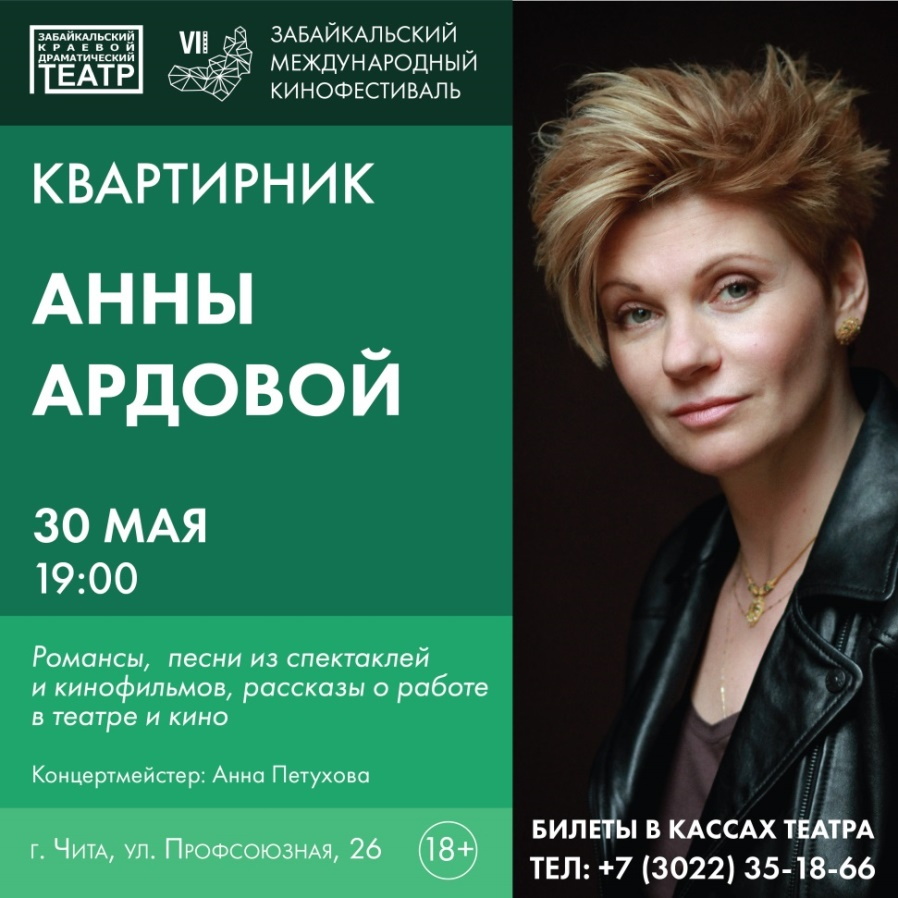 ЗАБАЙКАЛЬСКИЙ
КРАЕВОЙ
ДРАМАТИЧЕСКИЙ
ТЕАТР
VII
ЗАБАЙКАЛЬСКИЙ
МЕЖДУНАРОДНЫЙ
КИНОФЕСТИВАЛЬ
КВАРТИРНИК
АННЫ
АРДОВОЙ
30 МАЯ
19:00
Романсы, песни из спектаклей
и кинофильмов, рассказы о работе
в театре и кино
Концертмейстер: Анна Петухова
г. Чита, ул. Профсоюзная, 26
18+
БИЛЕТЫ В КАССАХ ТЕАТРА
ТЕЛ: +7 (3022) 35-18-66